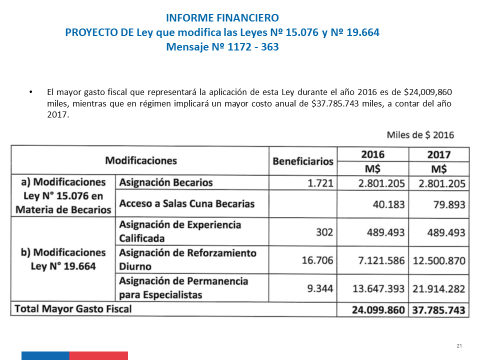 INFORME FINANCIERO
PROYECTO DE Ley que modifica las Leyes Nº 15.076 y Nº 19.664
Mensaje Nº 1172 - 363
• El mayor gasto fiscal que representará la aplicación de esta Ley durante el año 2016 es de $24,009,860
miles, mientras que en régimen implicará un mayor costo anual de $37.785.743 miles, a contar del año
2017.
Miles de $ 2016
Modificaciones Beneficiarios 2016 2017
M$ M$
a) Modificaciones Ley N° 15.076 en Materia de Becarios
Asignación Becarios 1.721 2.801.205 2.801.205
Acceso a Salas Cuna Becarias 40.183 79.893
b) Modificaciones Ley N° 19.664
Asignación de Experiencia Calificada 302 489.493 489.493
Asignación de Reforzamiento Diurno 16.706 7.121.586 12.500.870
Asignación de Permanencia para Especialistas 9.344 13.647.393 21.914.282
Total Mayor Gasto Fiscal 24.099.860 37.785.743
21